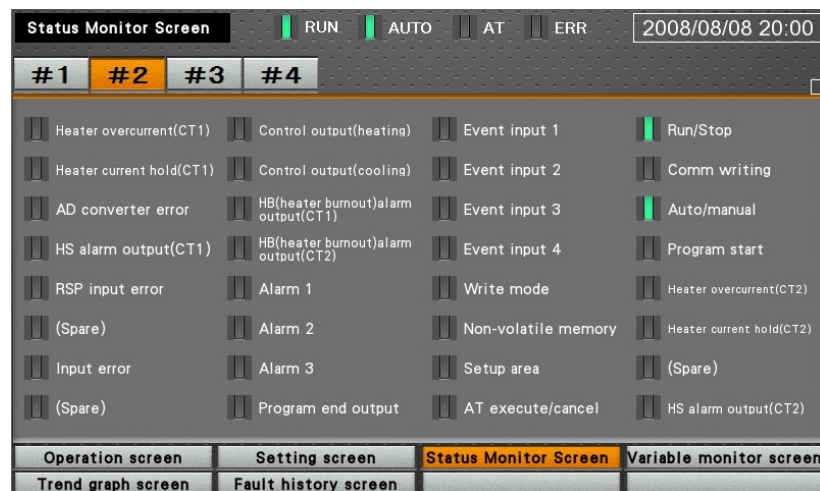 Status Monitor Screen
RUN
AUTO
AT
ERR
2008/08/08 20:00
#1
#2
#3
#4
Heater overcurrent(CT1)
Heater current hold(CT1)
AD converter error
HS alarm output(CT1)
RSP input error
(Spare)
Input error
(Spare)
Control output(heating)
Control output(cooling)
HB(heater burnout)alarm
output(CT1)
HB(heater burnout)alarm
output(CT2)
Alarm 1
Alarm 2
Alarm 3
Program end output
Event input 1
Event input 2
Event input 3
Event input 4
Write mode
Non-volatile memory
Setup area
AT execute/cancel
Run/Stop
Comm writing
Auto/manual
Program start
Heater overcurrent(CT2)
Heater current hold(CT2)
(Spare)
HS alarm output(CT2)
Operation screen
Setting screen
Status Monitor Screen
Variable monitor screen
Trend graph screen
Fault history screen